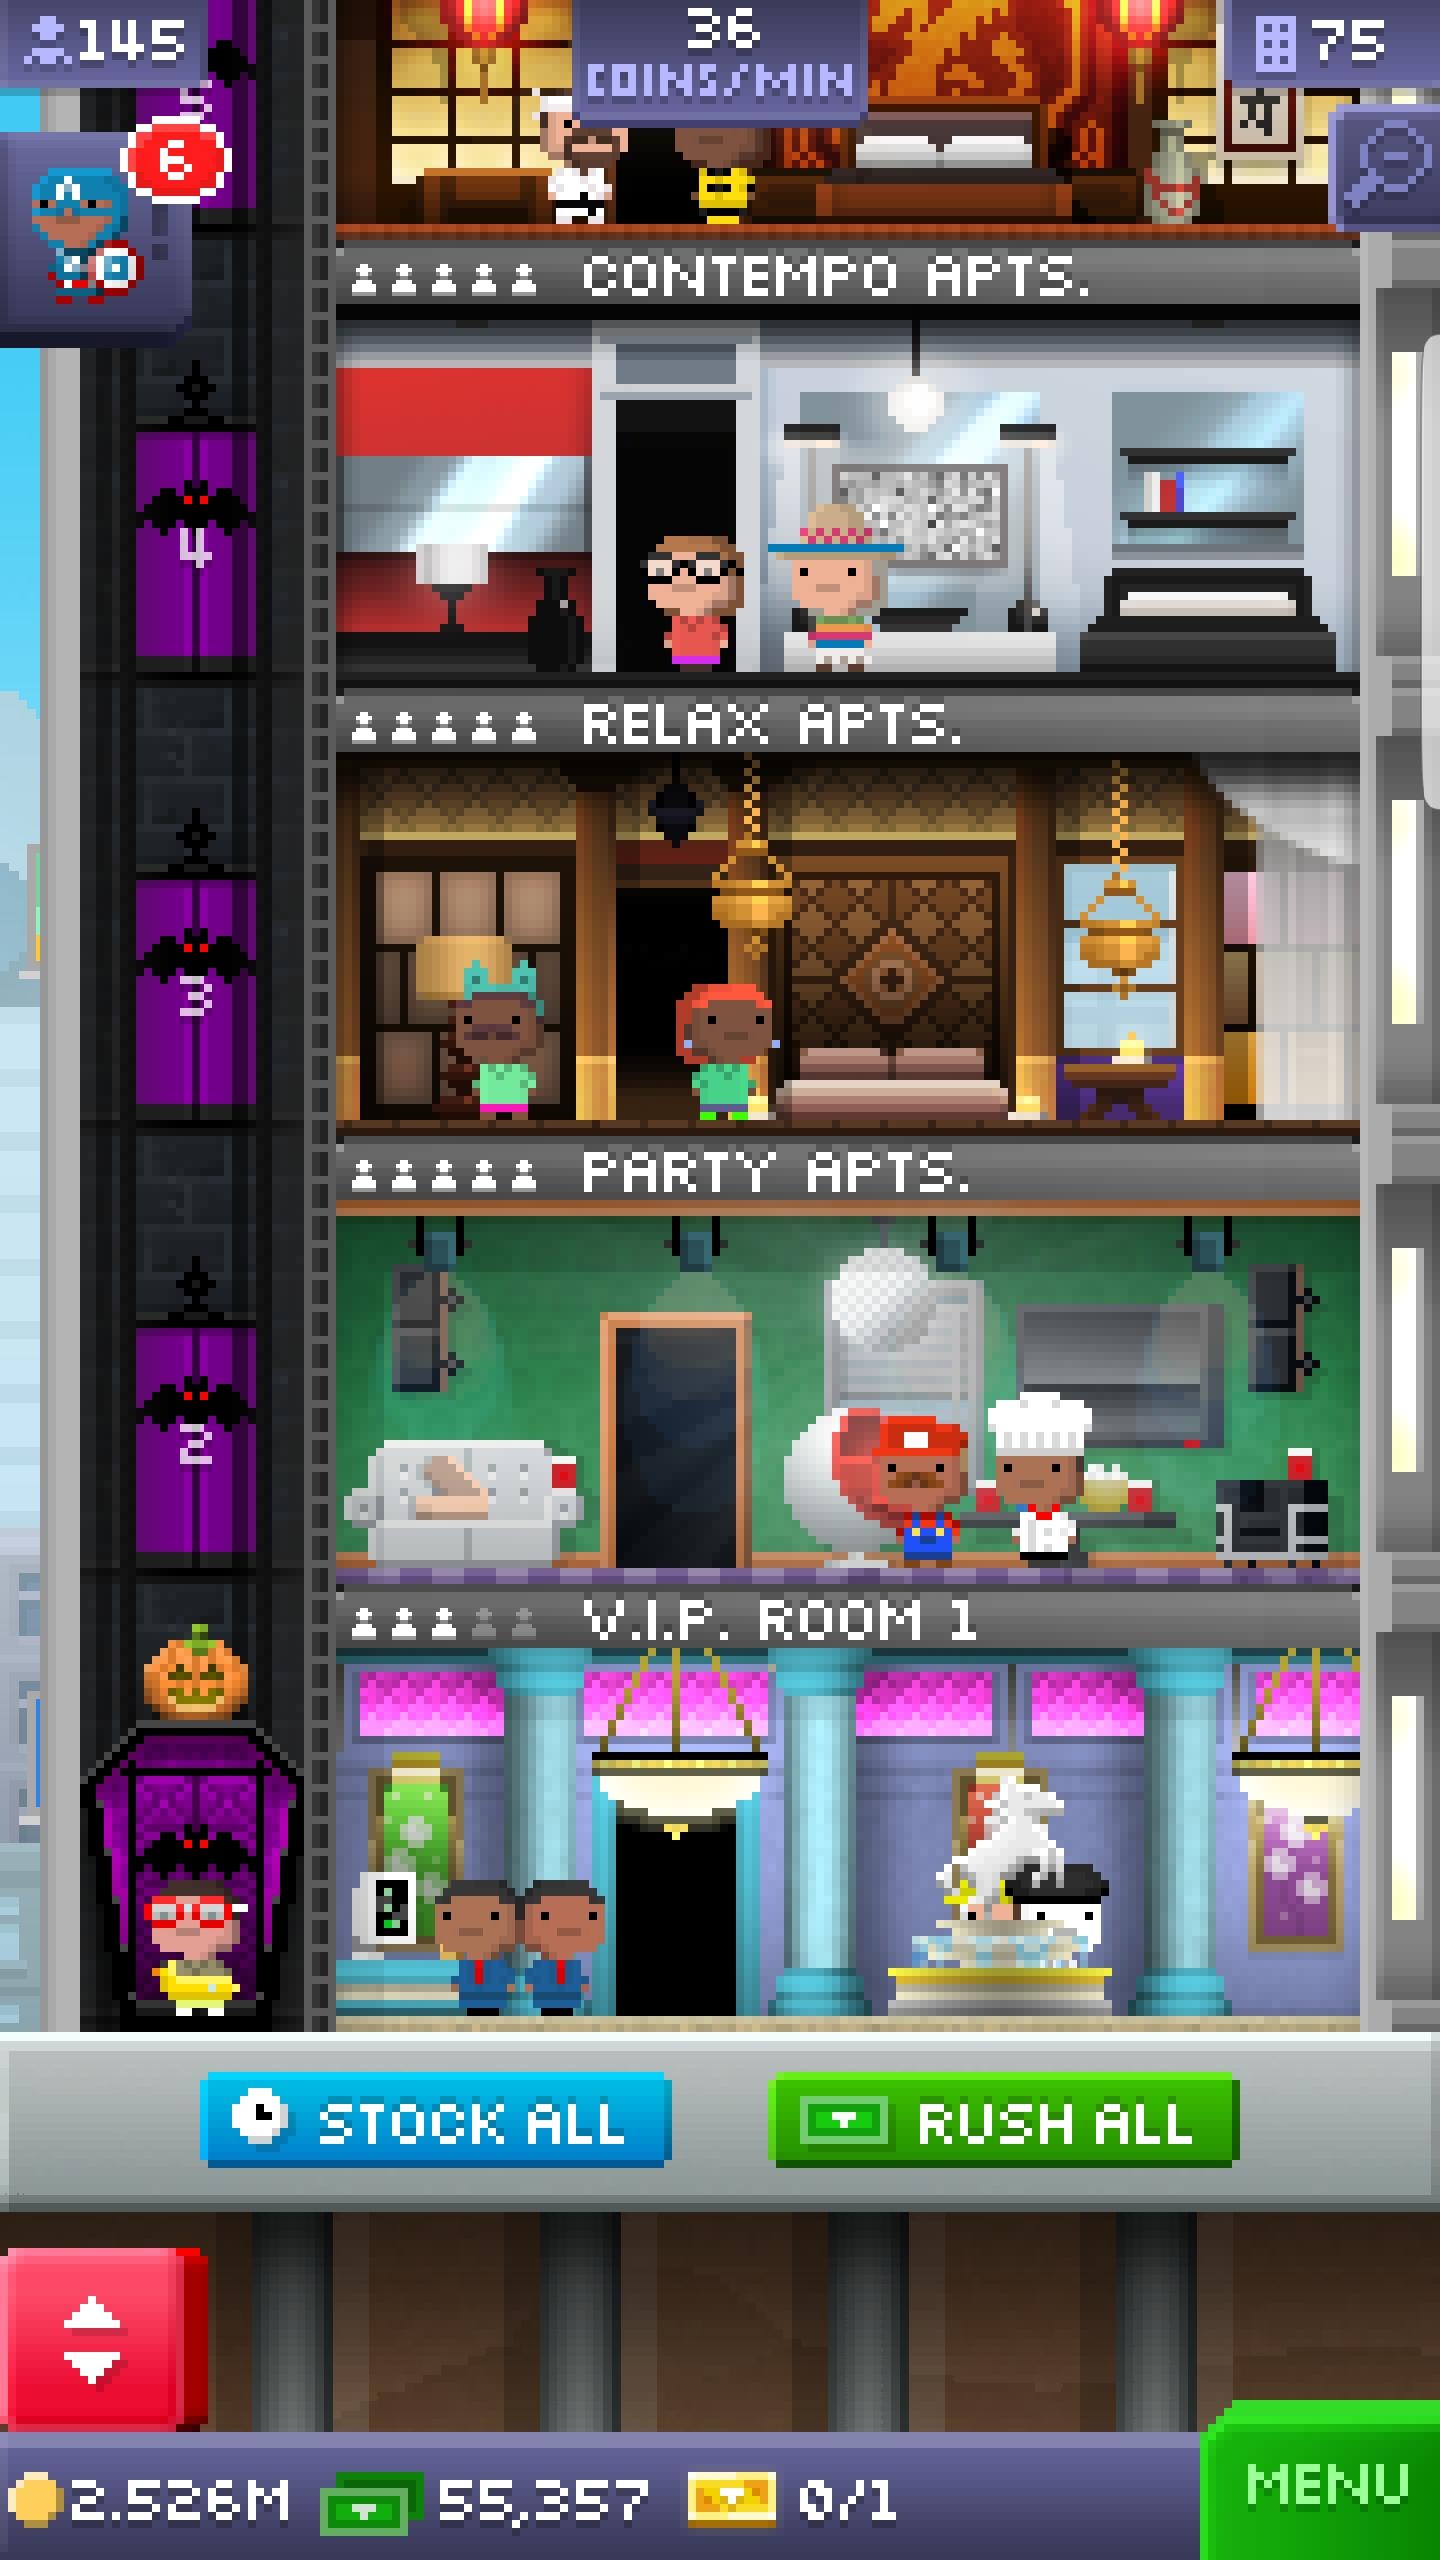 145
36
COINS/MIN
75
6
5
CONTEMPO APTS.
4
RELAX APTS.
3
PARTY APTS.
2
V.I.P. ROOM 1
STOCK ALL
RUSH ALL
2.526M
55,357
0/1
MENU